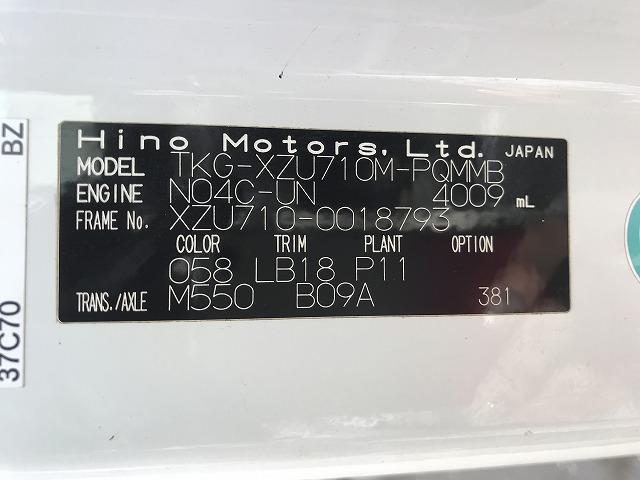 Hino Motors, Ltd. JAPAN
MODEL TKG-XZU710M-PQMMB
ENGINE N04C-UN 4009 mL
FRAME No. XZU710-0018793
COLOR TRIM PLANT OPTION
058 LB18 P11
TRANS./AXLE M550 B09A 381
37C70 BZ